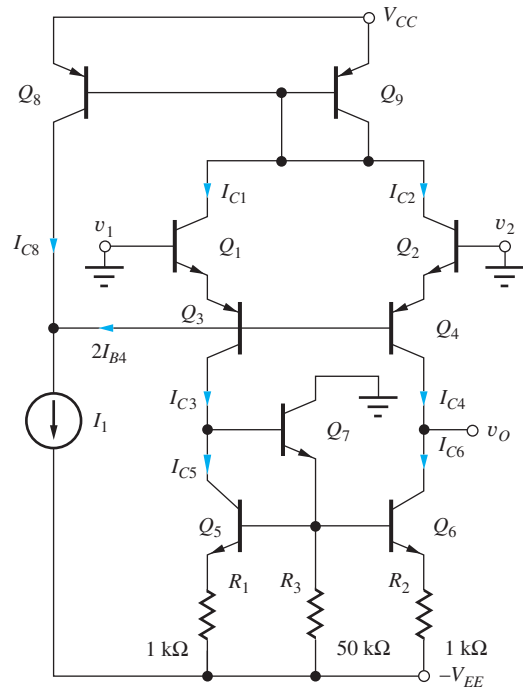 V_CC
Q_8
Q_9
I_C1
I_C2
v_1
v_2
I_C8
Q_1
Q_2
Q_3
Q_4
2I_B4
I_1
I_C3
I_C4
Q_7
v_O
I_C5
I_C6
Q_5
Q_6
R_1
R_3
R_2
1 kΩ
50 kΩ
1 kΩ
–V_EE